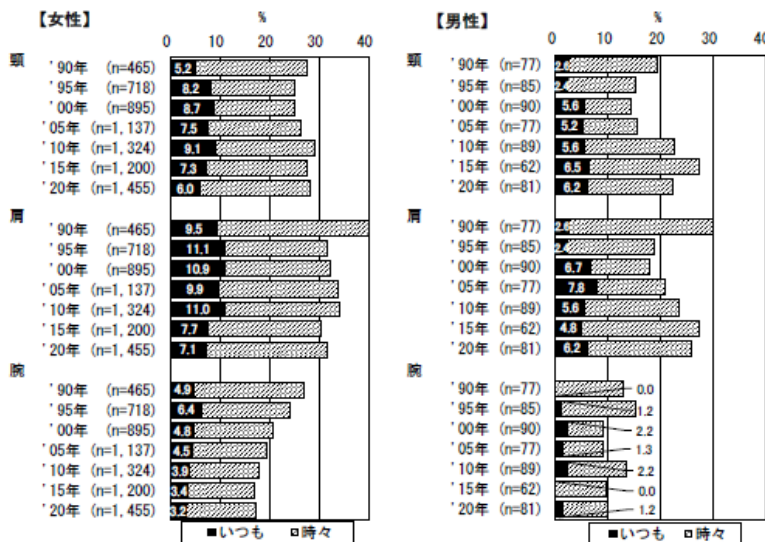 【女性】
%
0 10 20 30 40
頸
'90年 (n=465) 5.2
'95年 (n=718) 8.2
'00年 (n=895) 8.7
'05年 (n=1,137) 7.5
'10年 (n=1,324) 9.1
'15年 (n=1,200) 7.3
'20年 (n=1,455) 6.0
肩
'90年 (n=465) 9.5
'95年 (n=718) 11.1
'00年 (n=895) 10.9
'05年 (n=1,137) 9.9
'10年 (n=1,324) 11.0
'15年 (n=1,200) 7.7
'20年 (n=1,455) 7.1
腕
'90年 (n=465) 4.9
'95年 (n=718) 6.4
'00年 (n=895) 4.8
'05年 (n=1,137) 4.5
'10年 (n=1,324) 3.9
'15年 (n=1,200) 3.4
'20年 (n=1,455) 3.2
■いつも 時々
【男性】
%
0 10 20 30 40
頸
'90年 (n=77) 2.6
'95年 (n=85) 2.4
'00年 (n=90) 5.6
'05年 (n=77) 5.2
'10年 (n=89) 5.6
'15年 (n=62) 6.5
'20年 (n=81) 6.2
肩
'90年 (n=77) 2.6
'95年 (n=85) 2.4
'00年 (n=90) 6.7
'05年 (n=77) 7.8
'10年 (n=89) 5.6
'15年 (n=62) 4.8
'20年 (n=81) 6.2
腕
'90年 (n=77) 0.0
'95年 (n=85) 1.2
'00年 (n=90) 2.2
'05年 (n=77) 1.3
'10年 (n=89) 2.2
'15年 (n=62) 0.0
'20年 (n=81) 1.2
■いつも 時々